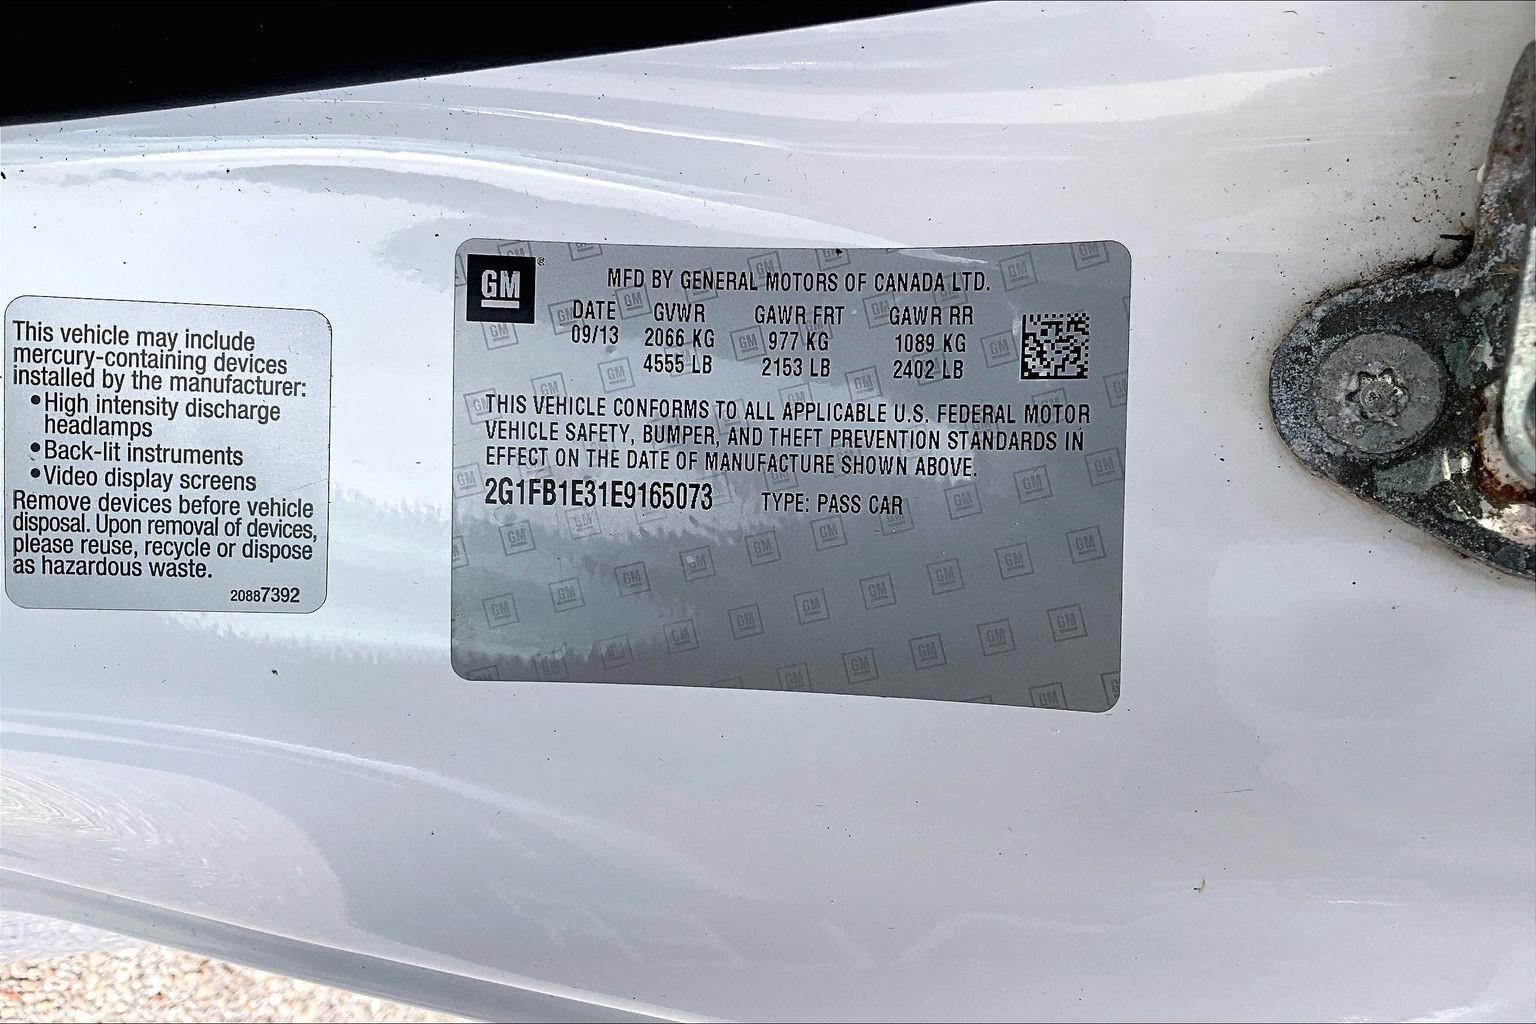 This vehicle may include
mercury-containing devices
installed by the manufacturer:
•High intensity discharge
headlamps
•Back-lit instruments
•Video display screens
Remove devices before vehicle
disposal. Upon removal of devices,
please reuse, recycle or dispose
as hazardous waste.
20887392
GM®
MFD BY GENERAL MOTORS OF CANADA LTD.
DATE GVWR GAWR FRT GAWR RR
09/13 2066 KG 977 KG 1089 KG
4555 LB 2153 LB 2402 LB
THIS VEHICLE CONFORMS TO ALL APPLICABLE U.S. FEDERAL MOTOR
VEHICLE SAFETY, BUMPER, AND THEFT PREVENTION STANDARDS IN
EFFECT ON THE DATE OF MANUFACTURE SHOWN ABOVE.
2G1FB1E31E9165073 TYPE: PASS CAR